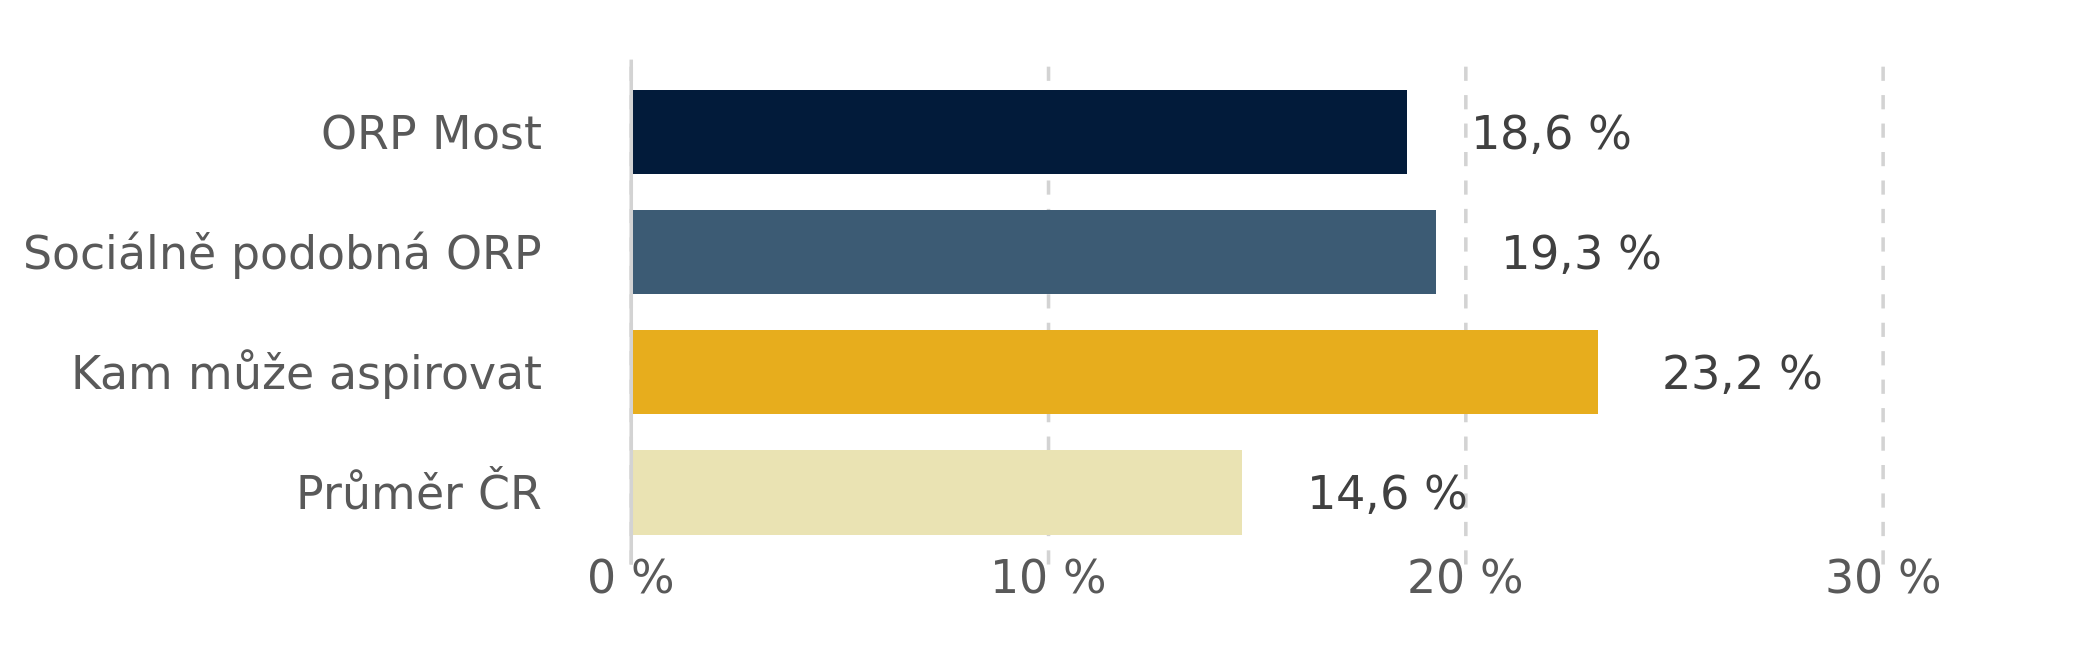 ORP Most 18,6 %
Sociálně podobná ORP 19,3 %
Kam může aspirovat 23,2 %
Průměr ČR 14,6 %
0 % 10 % 20 % 30 %